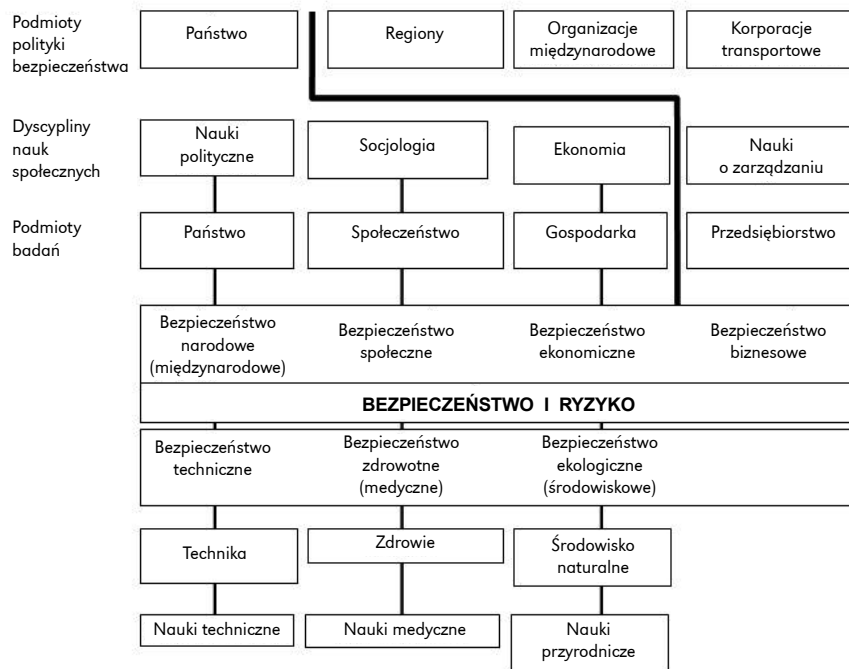 Podmioty
polityki
bezpieczeństwa
Państwo
Regiony
Organizacje
międzynarodowe
Korporacje
transportowe
Dyscypliny
nauk
społecznych
Nauki
polityczne
Socjologia
Ekonomia
Nauki
o zarządzaniu
Podmioty
badań
Państwo
Społeczeństwo
Gospodarka
Przedsiębiorstwo
Bezpieczeństwo
narodowe
(międzynarodowe)
Bezpieczeństwo
społeczne
Bezpieczeństwo
ekonomiczne
Bezpieczeństwo
biznesowe
BEZPIECZEŃSTWO I RYZYKO
Bezpieczeństwo
techniczne
Bezpieczeństwo
zdrowotne
(medyczne)
Bezpieczeństwo
ekologiczne
(środowiskowe)
Technika
Zdrowie
Środowisko
naturalne
Nauki techniczne
Nauki medyczne
Nauki
przyrodnicze